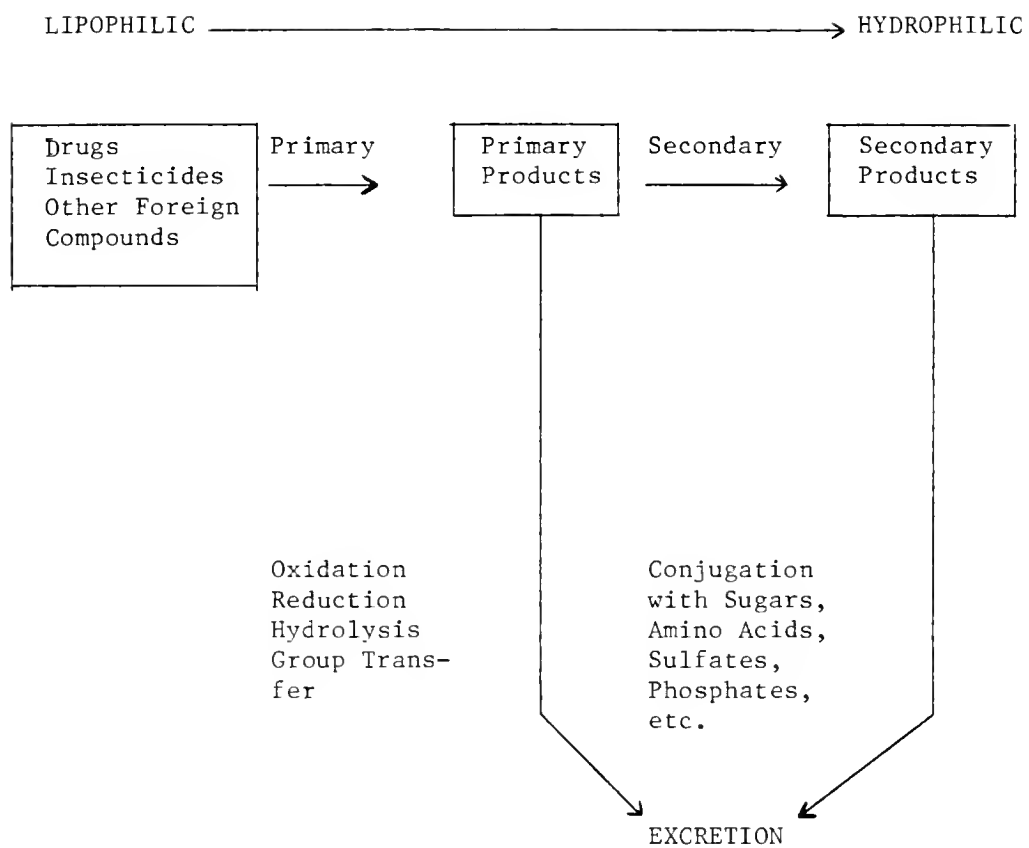 LIPOPHILIC
HYDROPHILIC
Drugs
Insecticides
Other Foreign
Compounds
Primary
Primary
Products
Secondary
Secondary
Products
Oxidation
Reduction
Hydrolysis
Group Trans-
fer
Conjugation
with Sugars,
Amino Acids,
Sulfates,
Phosphates,
etc.
EXCRETION